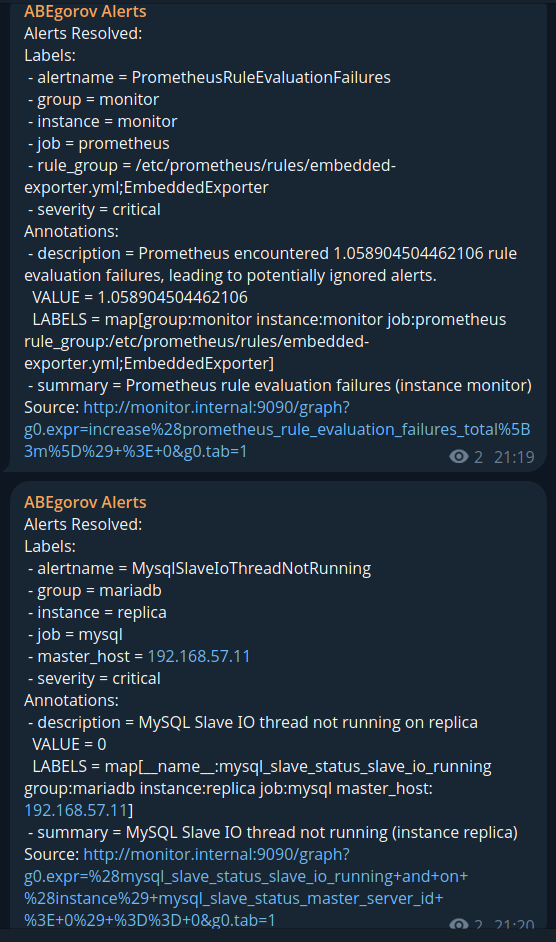 ABEgorov Alerts
Alerts Resolved:
Labels:
- alertname = PrometheusRuleEvaluationFailures
- group = monitor
- instance = monitor
- job = prometheus
- rule_group = /etc/prometheus/rules/embedded-
exporter.yml;EmbeddedExporter
- severity = critical
Annotations:
- description = Prometheus encountered 1.058904504462106 rule
evaluation failures, leading to potentially ignored alerts.
VALUE = 1.058904504462106
LABELS = map[group:monitor instance:monitor job:prometheus
rule_group:/etc/prometheus/rules/embedded-
exporter.yml;EmbeddedExporter]
- summary = Prometheus rule evaluation failures (instance monitor)
Source: http://monitor.internal:9090/graph?
g0.expr=increase%28prometheus_rule_evaluation_failures_total%5B
3m%5D%29+%3E+0&g0.tab=1
2 21:19
ABEgorov Alerts
Alerts Resolved:
Labels:
- alertname = MysqlSlaveIoThreadNotRunning
- group = mariadb
- instance = replica
- job = mysql
- master_host = 192.168.57.11
- severity = critical
Annotations:
- description = MySQL Slave IO thread not running on replica
VALUE = 0
LABELS = map[__name__:mysql_slave_status_slave_io_running
group:mariadb instance:replica job:mysql master_host:
192.168.57.11]
- summary = MySQL Slave IO thread not running (instance replica)
Source: http://monitor.internal:9090/graph?
g0.expr=%28mysql_slave_status_slave_io_running+and+on+
%28instance%29+mysql_slave_status_master_server_id+
%3E+0%29+%3D%3D+0&g0.tab=1
2 21:20